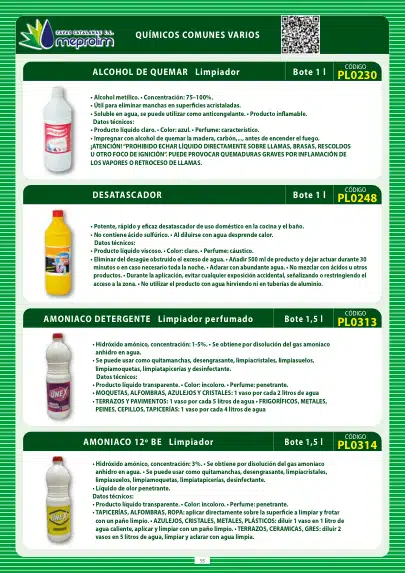 ZAYAS CATALANAS S.L.
meprolim
QUÍMICOS COMUNES VARIOS
ALCOHOL DE QUEMAR Limpiador
Bote 1 l
CÓDIGO
PL0230
• Alcohol metílico. • Concentración: 75–100%.
• Útil para eliminar manchas en superficies acristaladas.
• Soluble en agua, se puede utilizar como anticongelante. • Producto inflamable.
Datos técnicos:
• Producto líquido claro. • Color: azul. • Perfume: característico.
• Impregnar con alcohol de quemar la madera, carbón,..., antes de encender el fuego.
¡ATENCIÓN! "PROHIBIDO ECHAR LÍQUIDO DIRECTAMENTE SOBRE LLAMAS, BRASAS, RESCOLDOS
U OTRO FOCO DE IGNICIÓN". PUEDE PROVOCAR QUEMADURAS GRAVES POR INFLAMACIÓN DE
LOS VAPORES O RETROCESO DE LLAMAS.
DESATASCADOR
Bote 1 l
CÓDIGO
PL0248
• Potente, rápido y eficaz desatascador de uso doméstico en la cocina y el baño.
• No contiene ácido sulfúrico. • Al diluirse con agua desprende calor.
Datos técnicos:
• Producto líquido viscoso. • Color: claro. • Perfume: cáustico.
• Eliminar del desagüe obstruido el exceso de agua. • Añadir 500 ml de producto y dejar actuar durante 30
minutos o en caso necesario toda la noche. • Aclarar con abundante agua. • No mezclar con ácidos u otros
productos. • Durante la aplicación, evitar cualquier exposición accidental, señalizando o restringiendo el
acceso a la zona. • No utilizar el producto con agua hirviendo ni en tuberías de aluminio.
AMONIACO DETERGENTE Limpiador perfumado
Bote 1,5 l
CÓDIGO
PL0313
UNEX
• Hidróxido amónico, concentración: 1-5%. • Se obtiene por disolución del gas amoniaco
anhidro en agua.
• Se puede usar como quitamanchas, desengrasante, limpiacristales, limpiasuelos,
limpiamoquetas, limpiatapicerías y desinfectante.
Datos técnicos:
• Producto líquido transparente. • Color: incoloro. • Perfume: penetrante.
• MOQUETAS, ALFOMBRAS, AZULEJOS Y CRISTALES: 1 vaso por cada 2 litros de agua
• TERRAZOS Y PAVIMENTOS: 1 vaso por cada 5 litros de agua • FRIGORÍFICOS, METALES,
PEINES, CEPILLOS, TAPICERÍAS: 1 vaso por cada 4 litros de agua
AMONIACO 12º BE Limpiador
Bote 1,5 l
CÓDIGO
PL0314
UNEX
• Hidróxido amónico, concentración: 3%. • Se obtiene por disolución del gas amoniaco
anhidro en agua. • Se puede usar como quitamanchas, desengrasante, limpiacristales,
limpiasuelos, limpiamoquetas, limpiatapicerías, desinfectante.
• Líquido de olor penetrante.
Datos técnicos:
• Producto líquido transparente. • Color: incoloro. • Perfume: penetrante.
• TAPICERÍAS, ALFOMBRAS, ROPA: aplicar directamente sobre la superficie a limpiar y frotar
con un paño limpio. • AZULEJOS, CRISTALES, METALES, PLÁSTICOS: diluir 1 vaso en 1 litro de
agua caliente, aplicar y limpiar con un paño limpio. • TERRAZOS, CERAMICAS, GRES: diluir 2
vasos en 5 litros de agua, limpiar y aclarar con agua limpia.
55